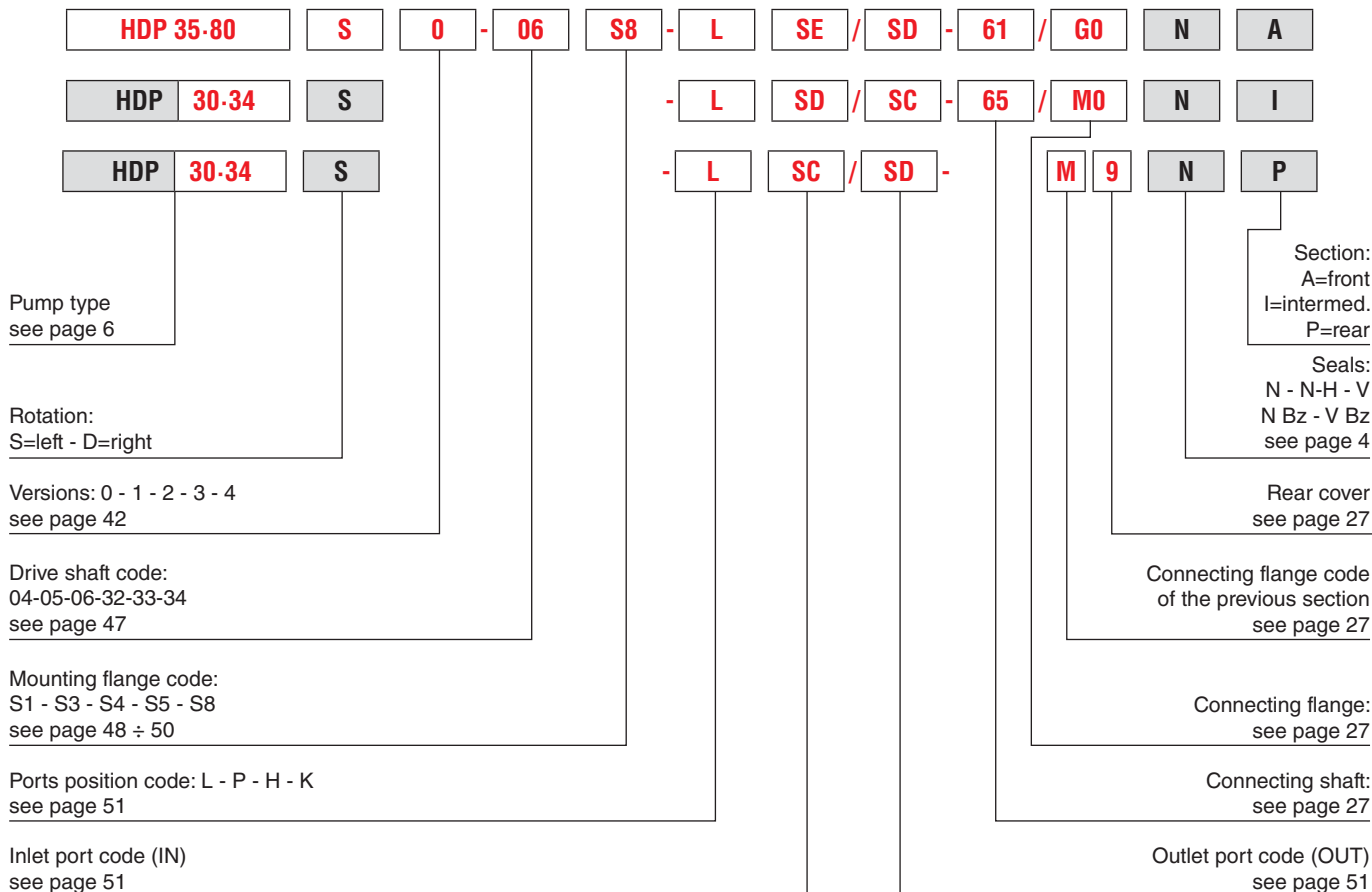 HDP 35·80 S 0 - 06 S8 - L SE / SD - 61 / G0 N A
HDP 30·34 S - L SD / SC - 65 / M0 N I
HDP 30·34 S - L SC / SD - M 9 N P
Pump type
see page 6
Rotation:
S=left - D=right
Versions: 0 - 1 - 2 - 3 - 4
see page 42
Drive shaft code:
04-05-06-32-33-34
see page 47
Mounting flange code:
S1 - S3 - S4 - S5 - S8
see page 48 ÷ 50
Ports position code: L - P - H - K
see page 51
Inlet port code (IN)
see page 51
Section:
A=front
I=intermed.
P=rear
Seals:
N - N-H - V
N Bz - V Bz
see page 4
Rear cover
see page 27
Connecting flange code
of the previous section
see page 27
Connecting flange:
see page 27
Connecting shaft:
see page 27
Outlet port code (OUT)
see page 51